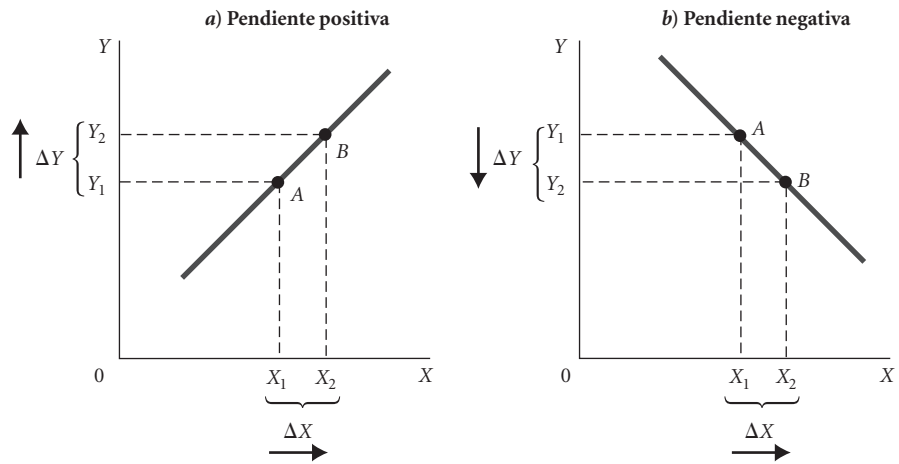 a) Pendiente positiva
Y
Y2
ΔY
Y1
B
A
0
X1
X2
X
ΔX
b) Pendiente negativa
Y
Y1
ΔY
Y2
A
B
0
X1
X2
X
ΔX